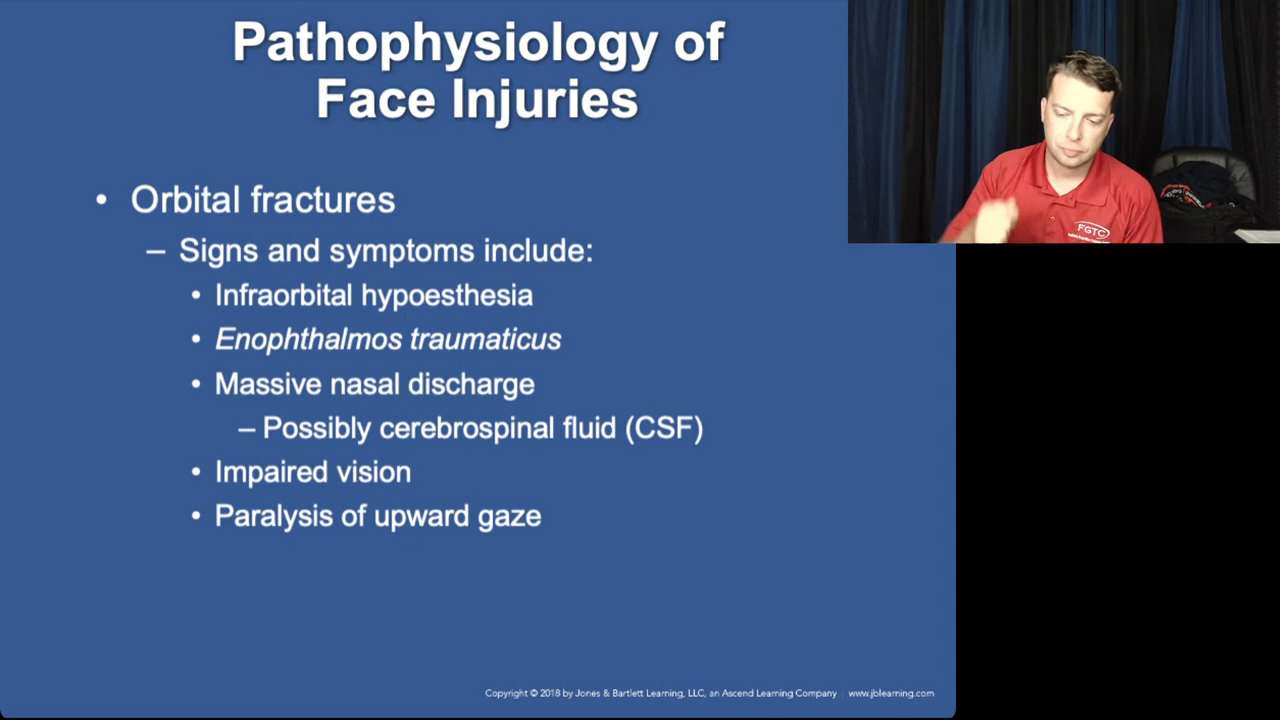 Pathophysiology of
Face Injuries
• Orbital fractures
– Signs and symptoms include:
• Infraorbital hypoesthesia
• Enophthalmos traumaticus
• Massive nasal discharge
– Possibly cerebrospinal fluid (CSF)
• Impaired vision
• Paralysis of upward gaze
Copyright © 2018 by Jones & Bartlett Learning, LLC, an Ascend Learning Company | www.jblearning.com
FGTC